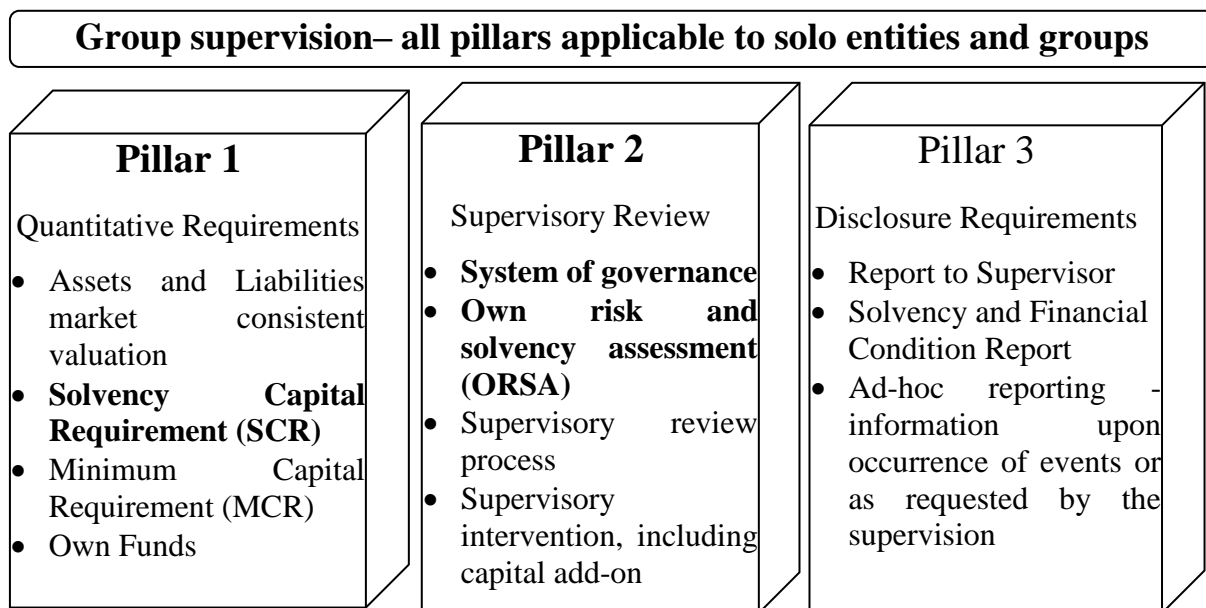 Group supervision– all pillars applicable to solo entities and groups
Pillar 1
Quantitative Requirements
• Assets and Liabilities
market consistent
valuation
• Solvency Capital
Requirement (SCR)
• Minimum Capital
Requirement (MCR)
• Own Funds
Pillar 2
Supervisory Review
• System of governance
• Own risk and
solvency assessment
(ORSA)
• Supervisory review
process
• Supervisory
intervention, including
capital add-on
Pillar 3
Disclosure Requirements
• Report to Supervisor
• Solvency and Financial
Condition Report
• Ad-hoc reporting -
information upon
occurrence of events or
as requested by the
supervision